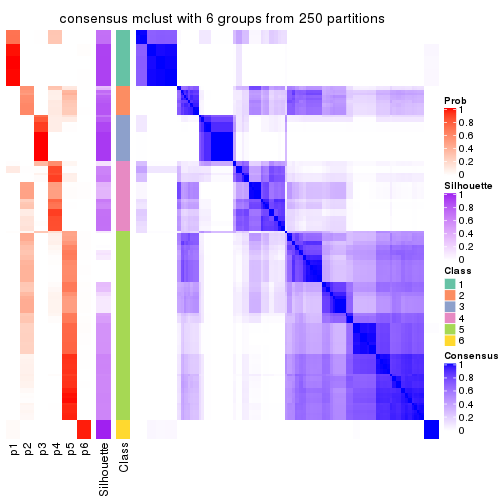 consensus mclust with 6 groups from 250 partitions
Prob
1
0.8
0.6
0.4
0.2
0
Silhouette
1
0.8
0.6
0.4
0.2
0
Class
1
2
3
4
5
6
Consensus
1
0.8
0.6
0.4
0.2
0
p1
p2
p3
p4
p5
p6
Silhouette
Class